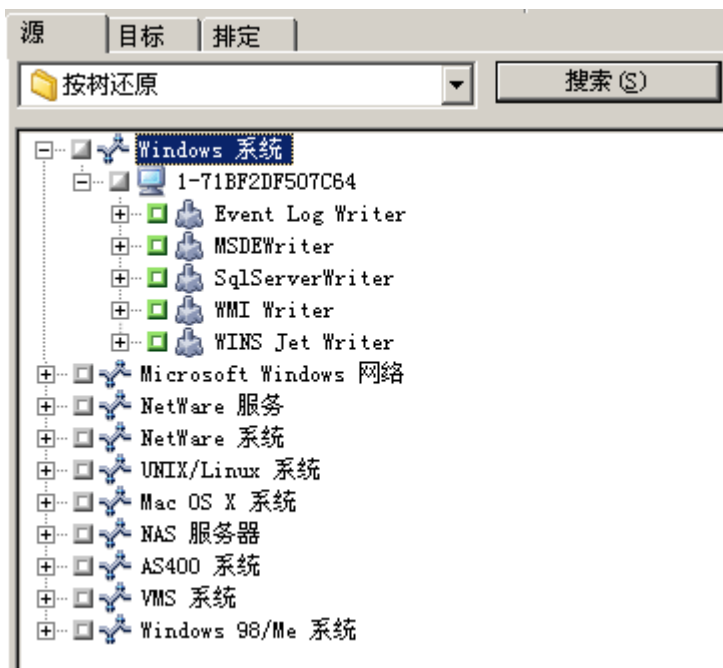 源 目标 排定
按树还原 搜索(S)
Windows 系统
1-71BF2DF507C64
Event Log Writer
MSDEWriter
SqlServerWriter
WMI Writer
WINS Jet Writer
Microsoft Windows 网络
NetWare 服务
NetWare 系统
UNIX/Linux 系统
Mac OS X 系统
NAS 服务器
AS400 系统
VMS 系统
Windows 98/Me 系统